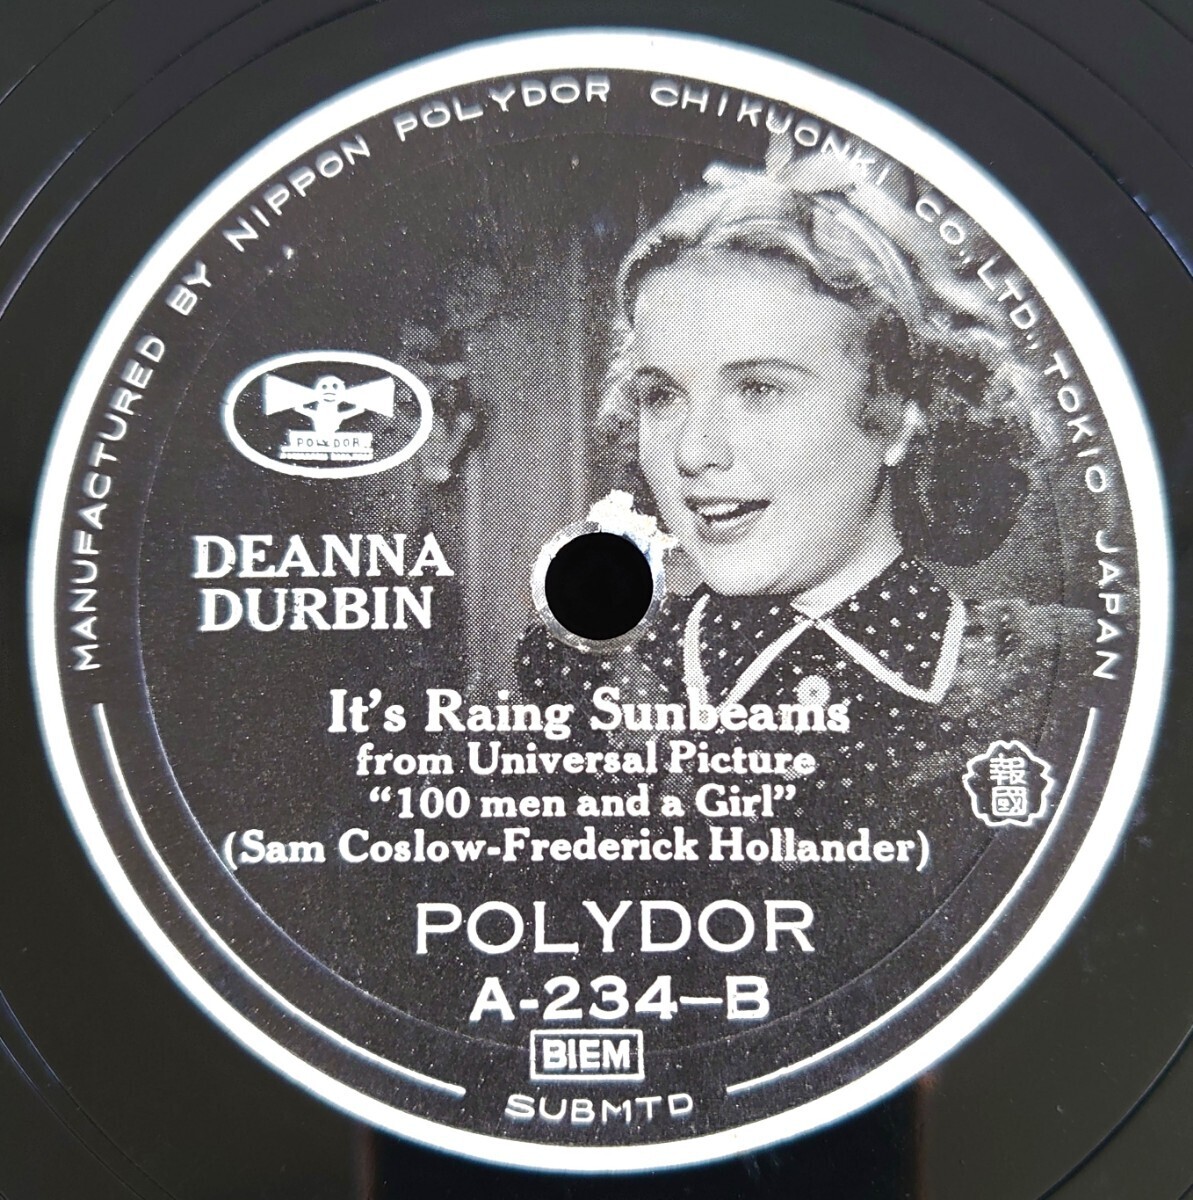 MANUFACTURED BY NIPPON POLYDOR CHIKUONKI CO., LTD., TOKIO JAPAN
POLYDOR
DEANNA
DURBIN
It's Raing Sunbeams
from Universal Picture
“100 men and a Girl”
(Sam Coslow-Frederick Hollander)
報
國
POLYDOR
A-234-B
BIEM
SUBMTD